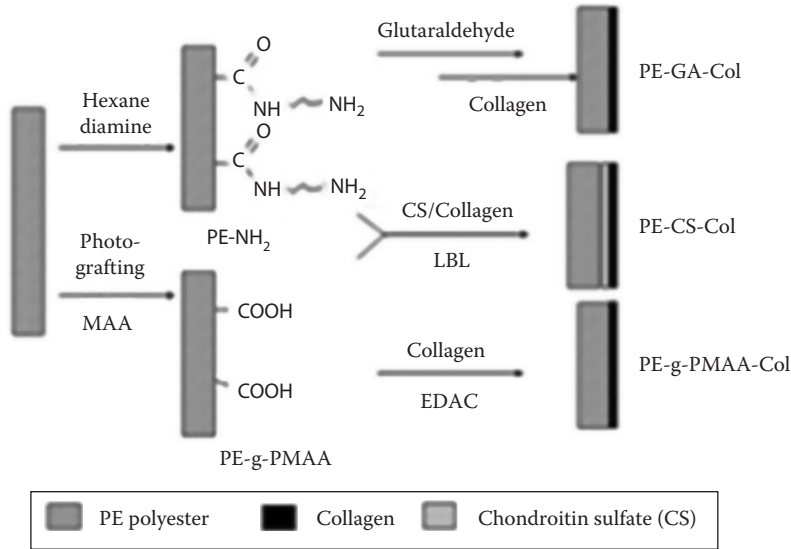 Hexane
diamine
Photo-
grafting
MAA
O
C
NH
NH₂
O
C
NH
NH₂
PE-NH₂
COOH
COOH
PE-g-PMAA
Glutaraldehyde
Collagen
PE-GA-Col
CS/Collagen
LBL
PE-CS-Col
Collagen
EDAC
PE-g-PMAA-Col
PE polyester
Collagen
Chondroitin sulfate (CS)